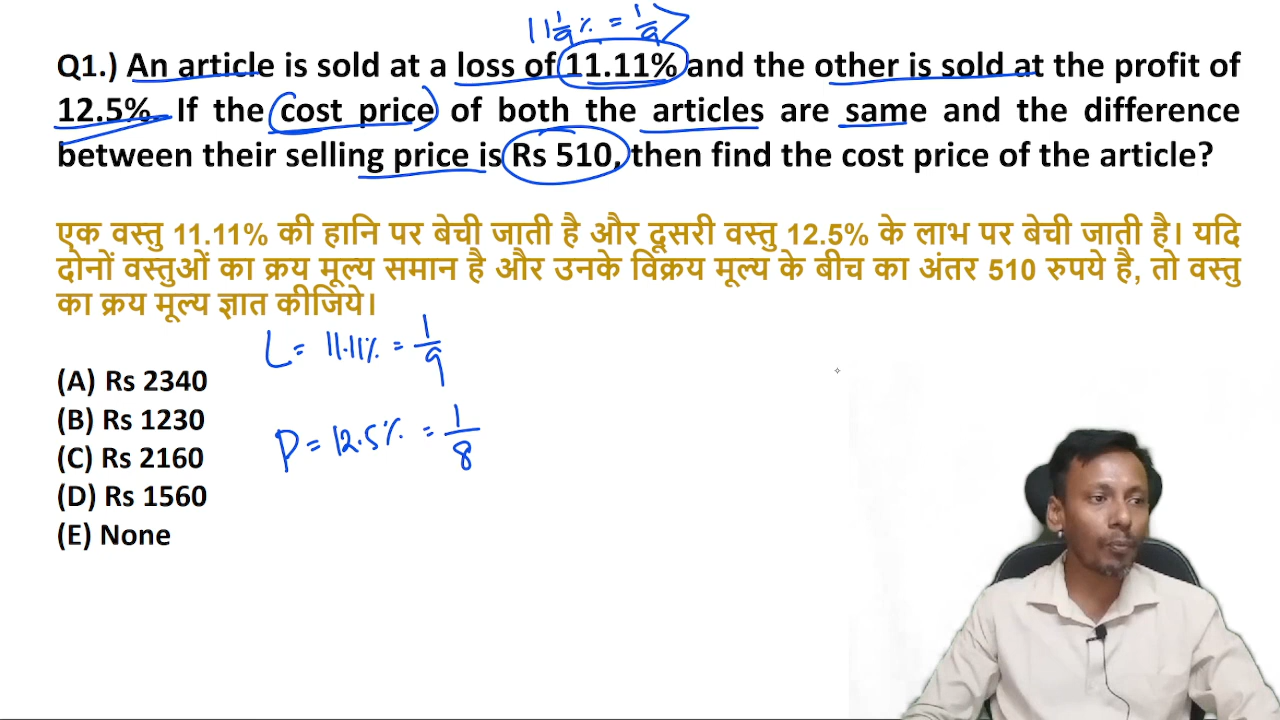 11 1/9 % = 1/9
Q1.) An article is sold at a loss of 11.11% and the other is sold at the profit of
12.5%. If the cost price of both the articles are same and the difference
between their selling price is Rs 510, then find the cost price of the article?
एक वस्तु 11.11% की हानि पर बेची जाती है और दूसरी वस्तु 12.5% के लाभ पर बेची जाती है। यदि
दोनों वस्तुओं का क्रय मूल्य समान है और उनके विक्रय मूल्य के बीच का अंतर 510 रुपये है, तो वस्तु
का क्रय मूल्य ज्ञात कीजिये।
L = 11.11% = 1/9
(A) Rs 2340
(B) Rs 1230
P = 12.5% = 1/8
(C) Rs 2160
(D) Rs 1560
(E) None